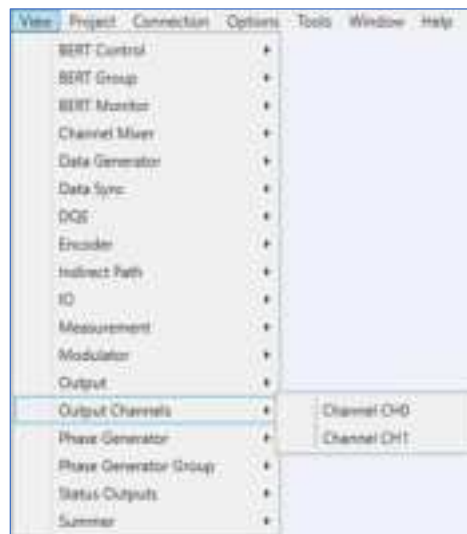 View Project Connection Options Tools Window Help
BERT Control
BERT Group
BERT Monitor
Channel Mixer
Data Generator
Data Sync
DQE
Encoder
Indirect Path
IO
Measurement
Modulator
Output
Output Channels
Channel CH0
Channel CH1
Phase Generator
Phase Generator Group
Status Outputs
Summer